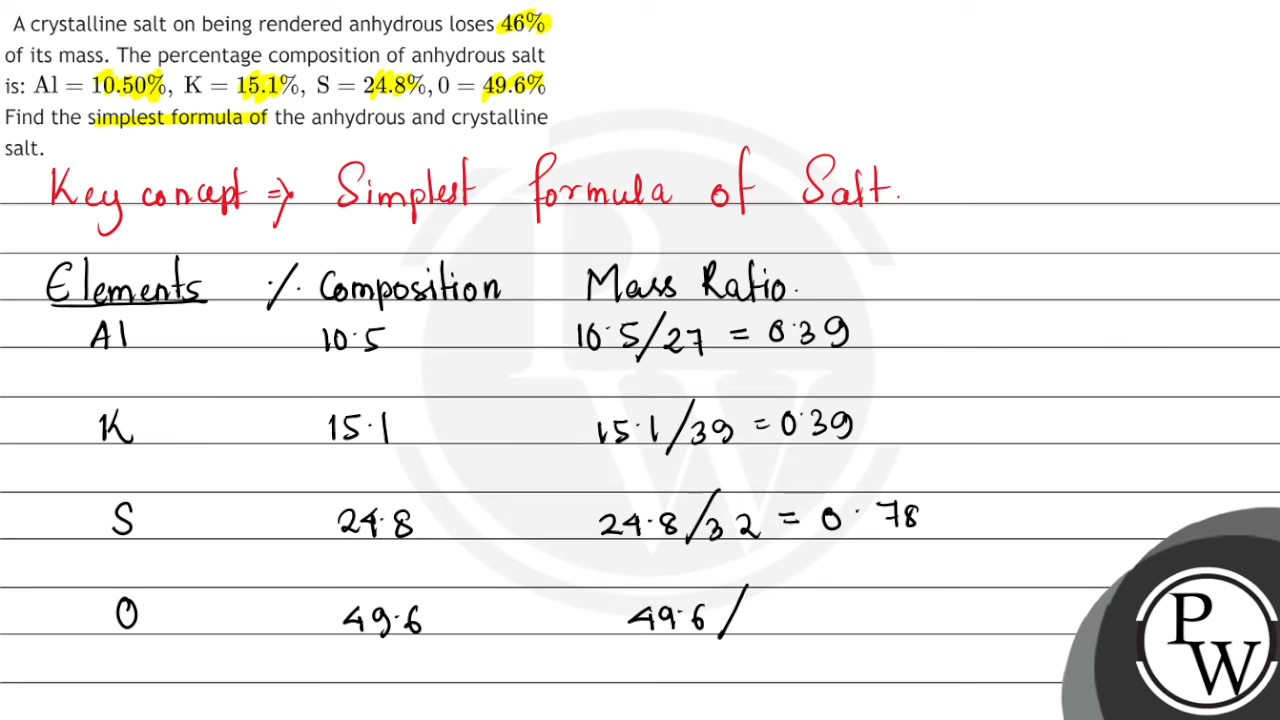 A crystalline salt on being rendered anhydrous loses 46%
of its mass. The percentage composition of anhydrous salt
is: Al = 10.50%, K = 15.1%, S = 24.8%, 0 = 49.6%
Find the simplest formula of the anhydrous and crystalline
salt.
Key concept ⇒ Simplest formula of Salt.
Elements % Composition Mass Ratio.
Al 10.5 10.5/27 = 0.39
K 15.1 15.1/39 = 0.39
S 24.8 24.8/32 = 0.78
O 49.6 49.6/
P
W